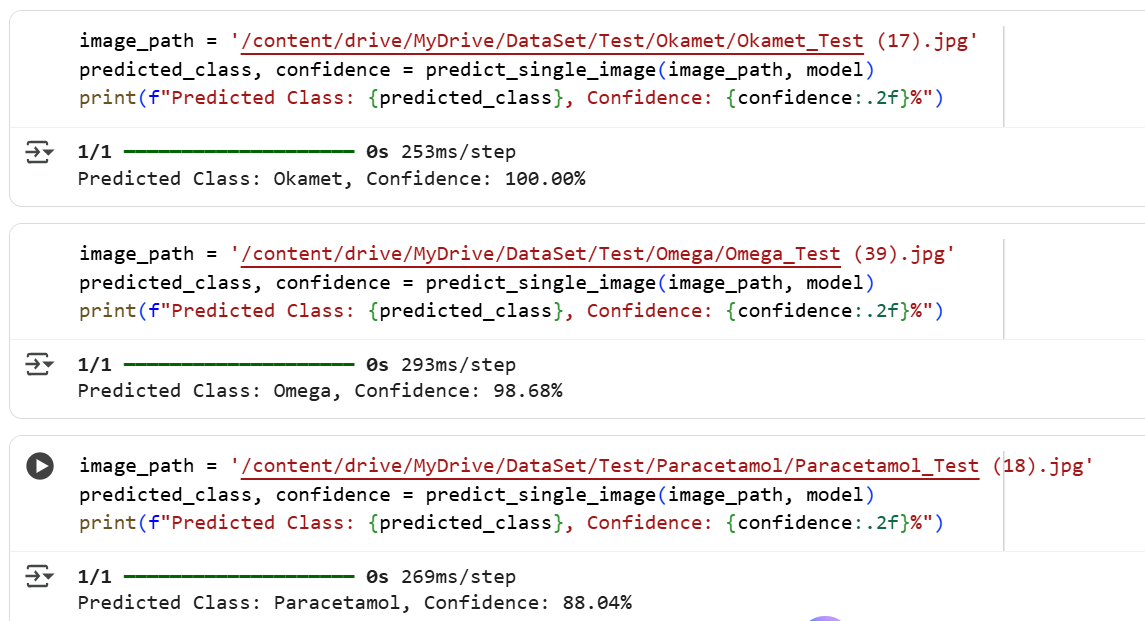 image_path = '/content/drive/MyDrive/DataSet/Test/Okamet/Okamet_Test (17).jpg'
predicted_class, confidence = predict_single_image(image_path, model)
print(f"Predicted Class: {predicted_class}, Confidence: {confidence:.2f}%")
1/1 ━━━━━━━━━━━━━━━━━━━━ 0s 253ms/step
Predicted Class: Okamet, Confidence: 100.00%
image_path = '/content/drive/MyDrive/DataSet/Test/Omega/Omega_Test (39).jpg'
predicted_class, confidence = predict_single_image(image_path, model)
print(f"Predicted Class: {predicted_class}, Confidence: {confidence:.2f}%")
1/1 ━━━━━━━━━━━━━━━━━━━━ 0s 293ms/step
Predicted Class: Omega, Confidence: 98.68%
image_path = '/content/drive/MyDrive/DataSet/Test/Paracetamol/Paracetamol_Test (18).jpg'
predicted_class, confidence = predict_single_image(image_path, model)
print(f"Predicted Class: {predicted_class}, Confidence: {confidence:.2f}%")
1/1 ━━━━━━━━━━━━━━━━━━━━ 0s 269ms/step
Predicted Class: Paracetamol, Confidence: 88.04%